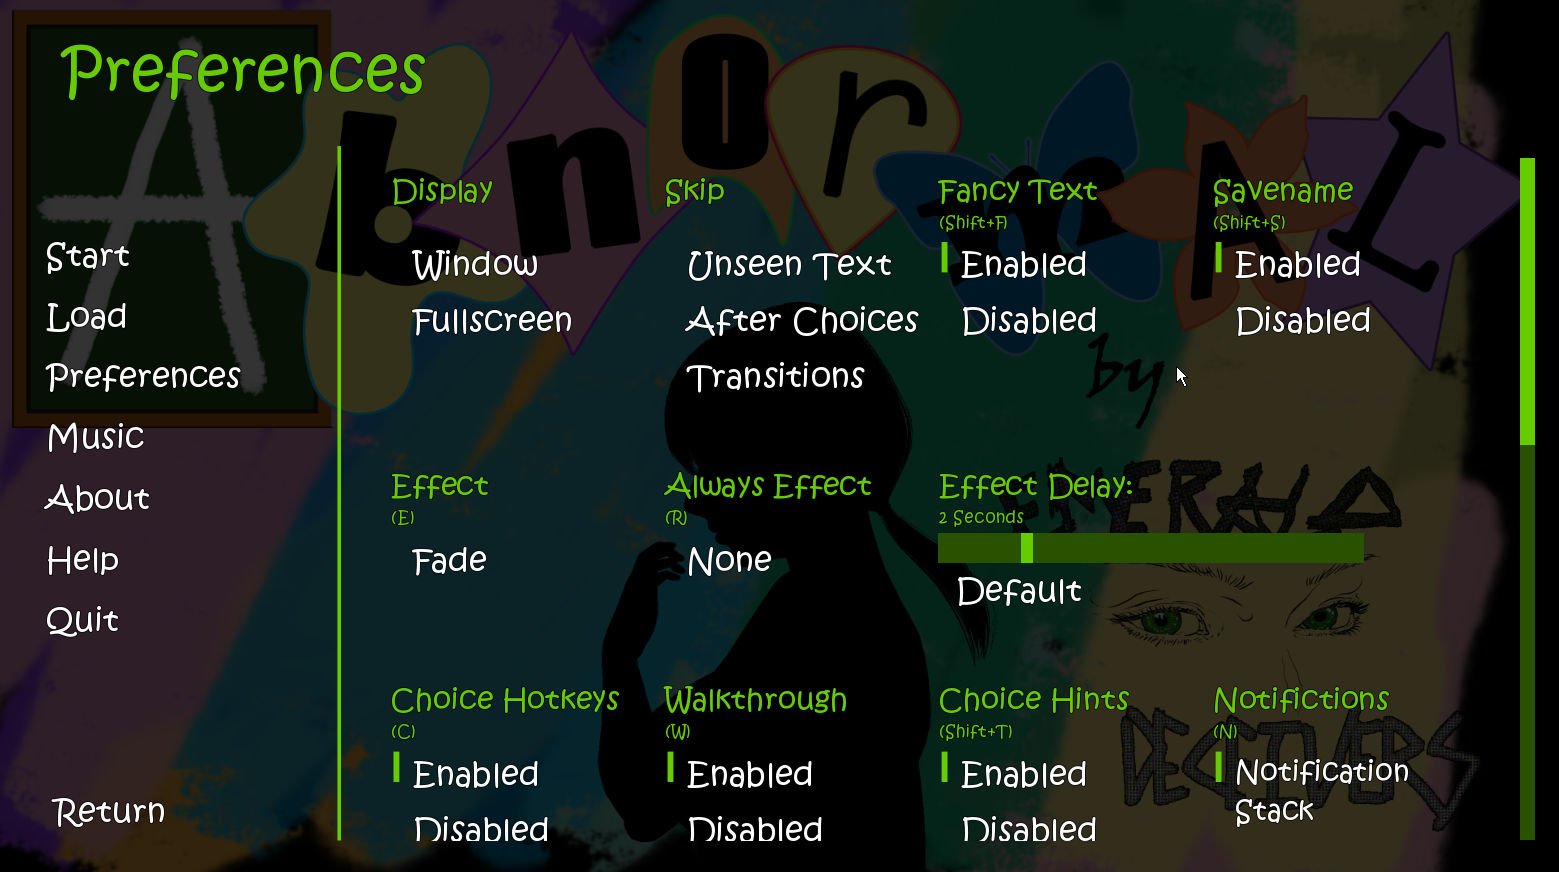 Preferences
AbnormAL
by
ENERALD
DECEIVERS
Start
Load
Preferences
Music
About
Help
Quit
Return
Display
Window
Fullscreen
Skip
Unseen Text
After Choices
Transitions
Fancy Text
(Shift+F)
Enabled
Disabled
Savename
(Shift+S)
Enabled
Disabled
Effect
(E)
Fade
Always Effect
(R)
None
Effect Delay:
2 Seconds
Default
Choice Hotkeys
(C)
Enabled
Disabled
Walkthrough
(W)
Enabled
Disabled
Choice Hints
(Shift+T)
Enabled
Disabled
Notifictions
(N)
Notification
Stack